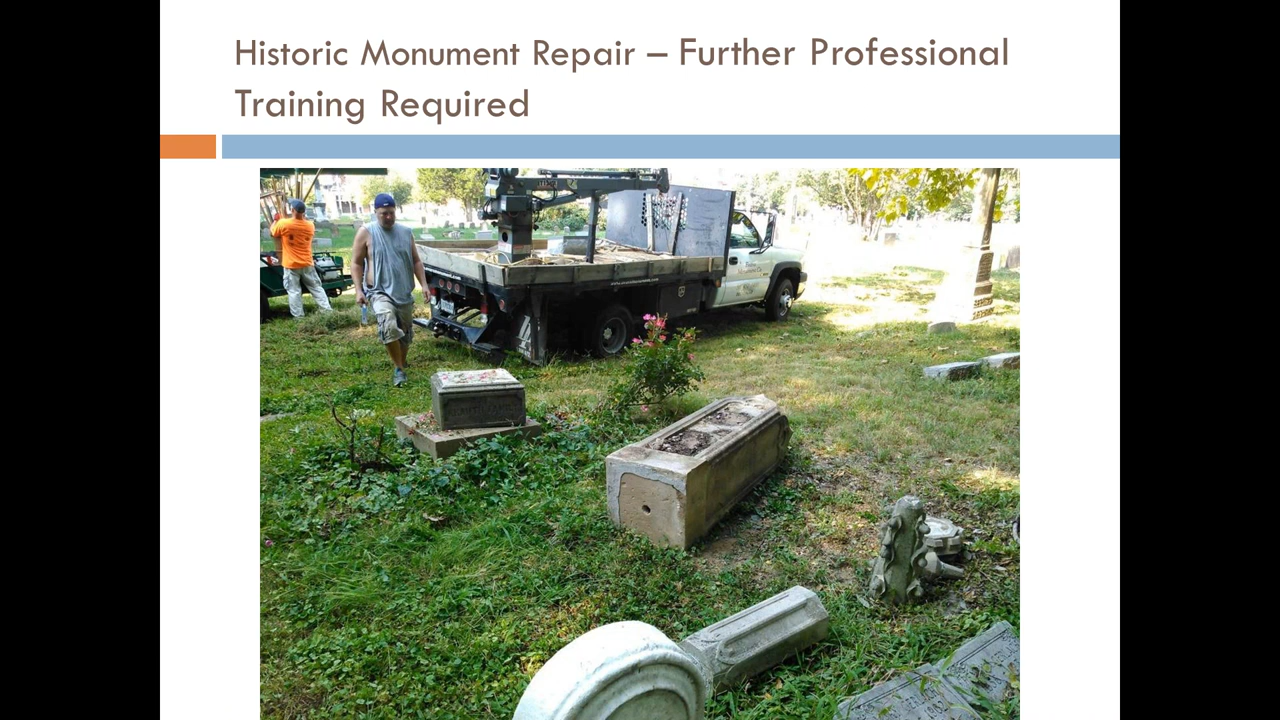 Historic Monument Repair – Further Professional
Training Required